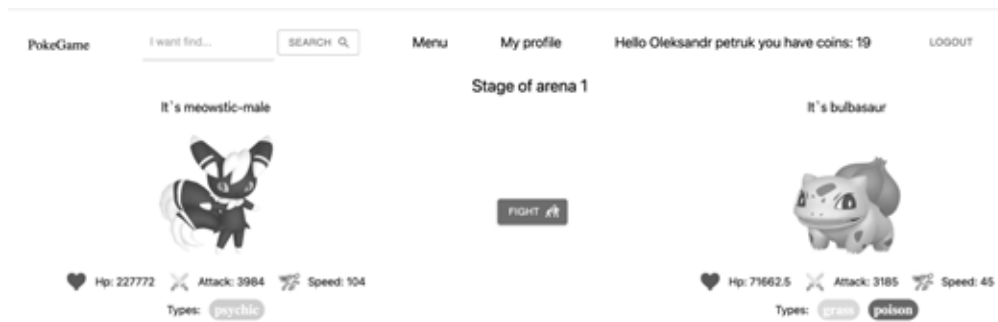 PokeGame I want find... SEARCH Menu My profile Hello Oleksandr petruk you have coins: 19 LOGOUT
Stage of arena 1
It`s meowstic-male It`s bulbasaur
FIGHT
Hp: 227772 Attack: 3984 Speed: 104 Hp: 71662.5 Attack: 3185 Speed: 45
Types: psychic Types: grass poison